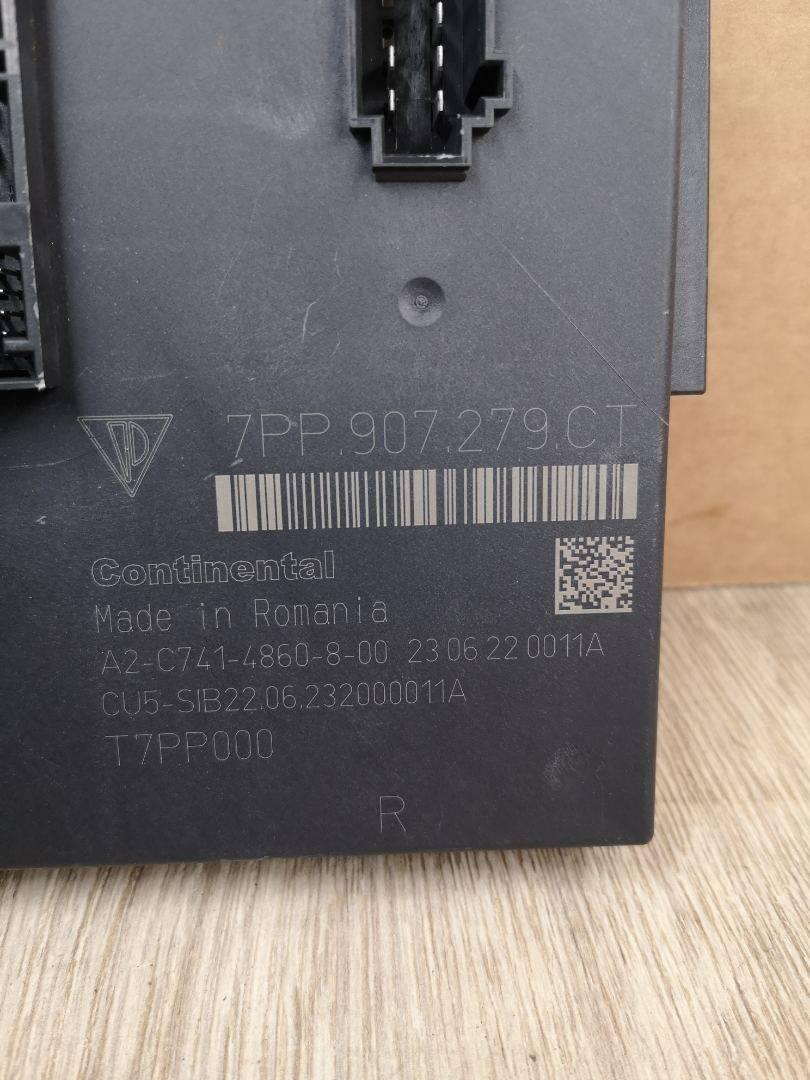 7PP.907.279.CT
Continental
Made in Romania
A2-C741-4860-8-00 23 06 22 0011A
CU5-SIB22.06.232000011A
T7PP000
R